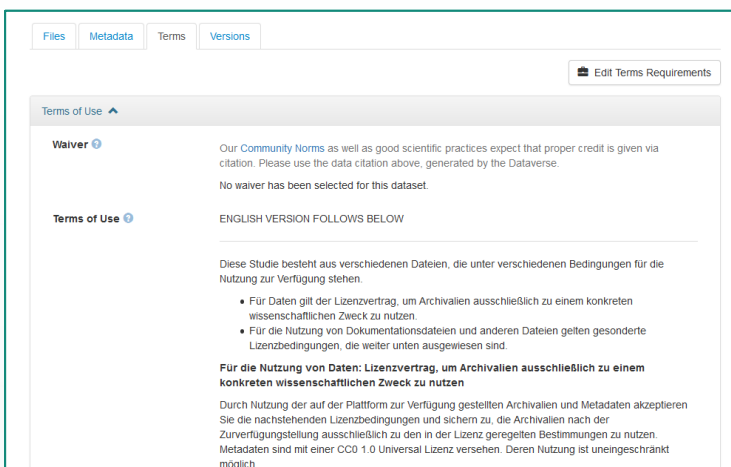 Files Metadata Terms Versions
Edit Terms Requirements
Terms of Use
Waiver
Our Community Norms as well as good scientific practices expect that proper credit is given via
citation. Please use the data citation above, generated by the Dataverse.
No waiver has been selected for this dataset.
Terms of Use
ENGLISH VERSION FOLLOWS BELOW
Diese Studie besteht aus verschiedenen Dateien, die unter verschiedenen Bedingungen für die
Nutzung zur Verfügung stehen.
Für Daten gilt der Lizenzvertrag, um Archivalien ausschließlich zu einem konkreten
wissenschaftlichen Zweck zu nutzen.
Für die Nutzung von Dokumentationsdateien und anderen Dateien gelten gesonderte
Lizenzbedingungen, die weiter unten ausgewiesen sind.
Für die Nutzung von Daten: Lizenzvertrag, um Archivalien ausschließlich zu einem
konkreten wissenschaftlichen Zweck zu nutzen
Durch Nutzung der auf der Plattform zur Verfügung gestellten Archivalien und Metadaten akzeptieren
Sie die nachstehenden Lizenzbedingungen und sichern zu, die Archivalien nach der
Zurverfügungstellung ausschließlich zu den in der Lizenz geregelten Bestimmungen zu nutzen.
Metadaten sind mit einer CC0 1.0 Universal Lizenz versehen. Deren Nutzung ist uneingeschränkt
möglich